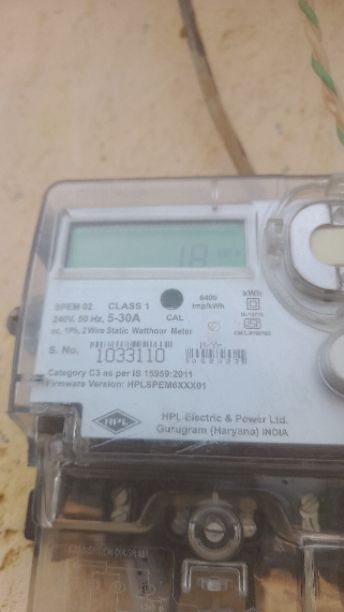 18
SPEM 02 CLASS 1
240V, 50 Hz, 5-30A
CAL
6400
imp/kWh
kWh
ac, 1Ph, 2 Wire Static Watthour Meter
S. No. 1033110
Category C3 as per IS 15959:2011
Firmware Version: HPLSPEM6XXX01
HPL
HPL-Electric & Power Ltd.
Gurugram (Haryana) INDIA